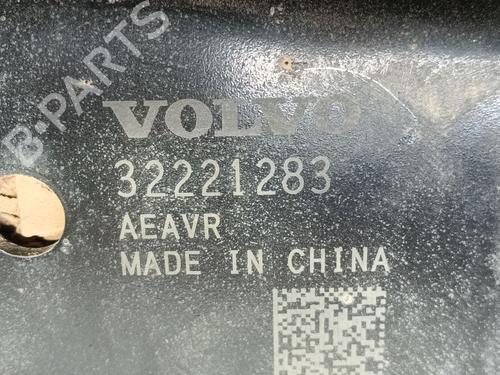 B-PARTS
VOLVO
32221283
AEAVR
MADE IN CHINA